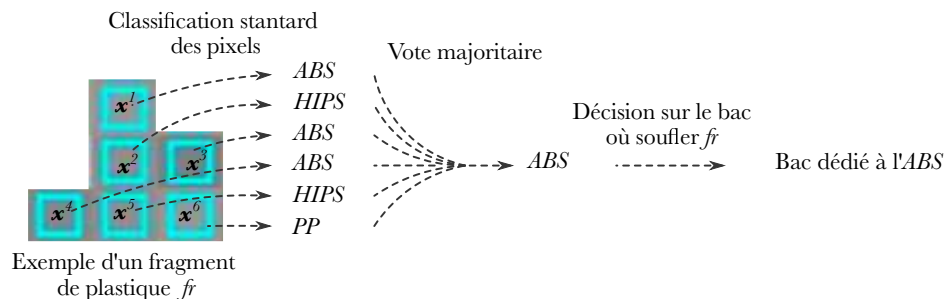 Classification stantard
des pixels
Vote majoritaire
ABS
HIPS
ABS
ABS
HIPS
PP
x¹
x²
x³
x⁴
x⁵
x⁶
ABS
Décision sur le bac
où soufler fr
Bac dédié à l'ABS
Exemple d'un fragment
de plastique fr